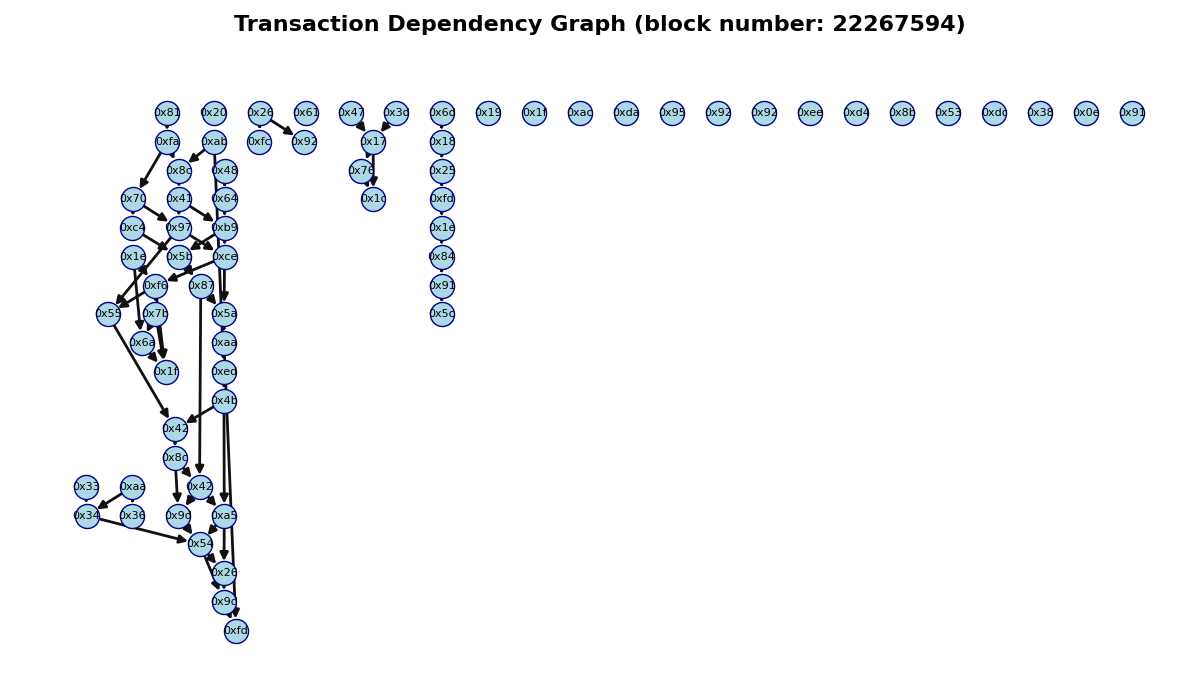 Transaction Dependency Graph (block number: 22267594)
0x81 0x20 0x26 0x61 0x47 0x3d 0x6d 0x19 0x1f 0xac 0xda 0x95 0x92 0x92 0xee 0xd4 0x8b 0x53 0xdc 0x38 0x0e 0x91
0xfa 0xab 0xfc 0x92 0x17 0x18
0x8c 0x48 0x76 0x25
0x70 0x41 0x64 0x1c 0xfd
0xc4 0x97 0xb9 0x1e
0x1e 0x5b 0xce 0x84
0xf6 0x87 0x91
0x55 0x7b 0x5a 0x5c
0x6a 0xaa
0x1f 0xed
0x4b
0x42
0x8c
0x33 0xaa 0x42
0x34 0x36 0x9d 0xa5
0x54
0x26
0x9d
0xfd